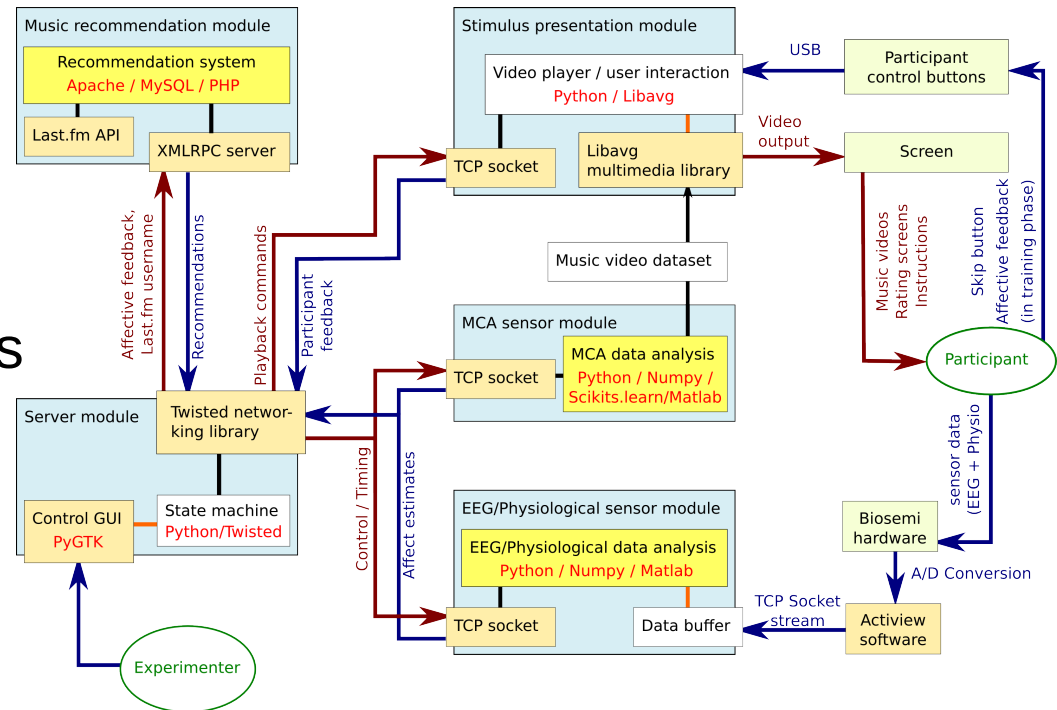 Music recommendation module
Recommendation system
Apache / MySQL / PHP
Last.fm API
XMLRPC server
Stimulus presentation module
Video player / user interaction
Python / Libavg
TCP socket
Libavg
multimedia library
USB
Participant
control buttons
Video
output
Screen
Affective feedback,
Last.fm username
Recommendations
Playback commands
Participant
feedback
Music video dataset
Music videos
Rating screens
Instructions
Skip button
Affective feedback
(in training phase)
s
MCA sensor module
TCP socket
MCA data analysis
Python / Numpy /
Scikits.learn/Matlab
Participant
Server module
Twisted networ-
king library
State machine
Python/Twisted
Control GUI
PyGTK
Control / Timing
Affect estimates
EEG/Physiological sensor module
EEG/Physiological data analysis
Python / Numpy / Matlab
TCP socket
Data buffer
sensor data
(EEG + Physio
Biosemi
hardware
A/D Conversion
TCP Socket
stream
Actiview
software
Experimenter